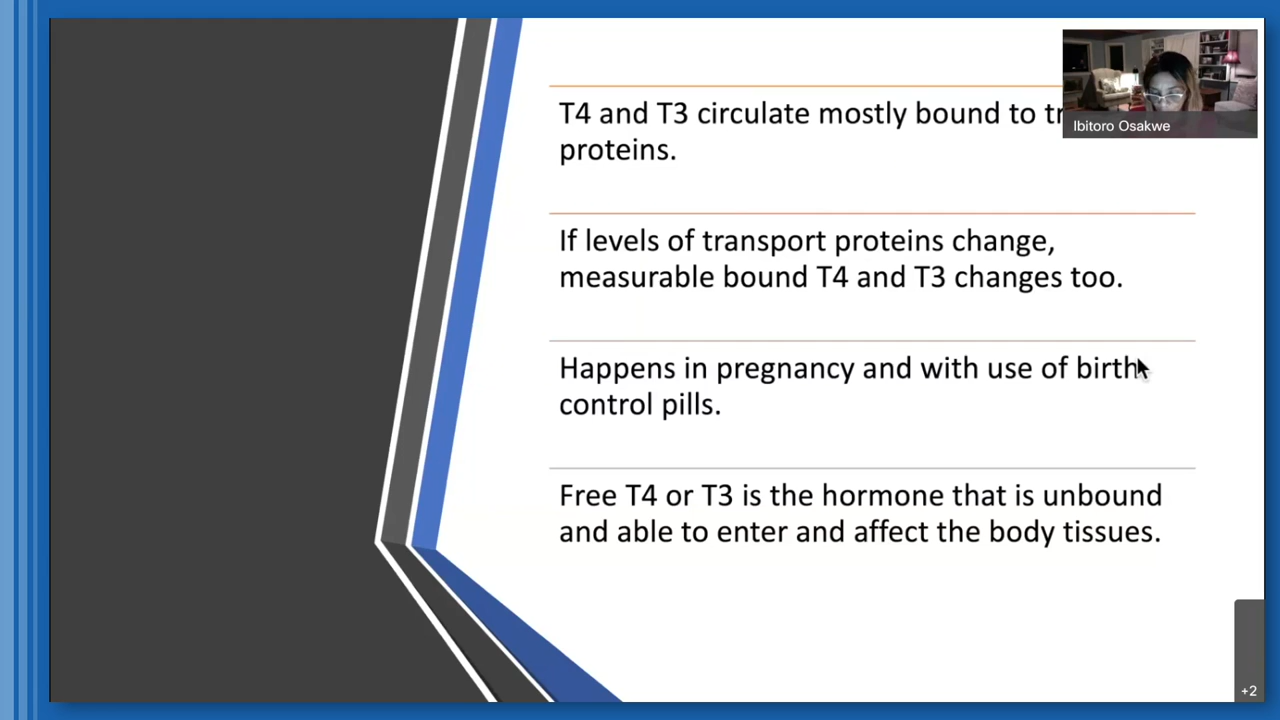 T4 and T3 circulate mostly bound to
proteins.
Ibitoro Osakwe
If levels of transport proteins change,
measurable bound T4 and T3 changes too.
Happens in pregnancy and with use of birth
control pills.
Free T4 or T3 is the hormone that is unbound
and able to enter and affect the body tissues.
+2